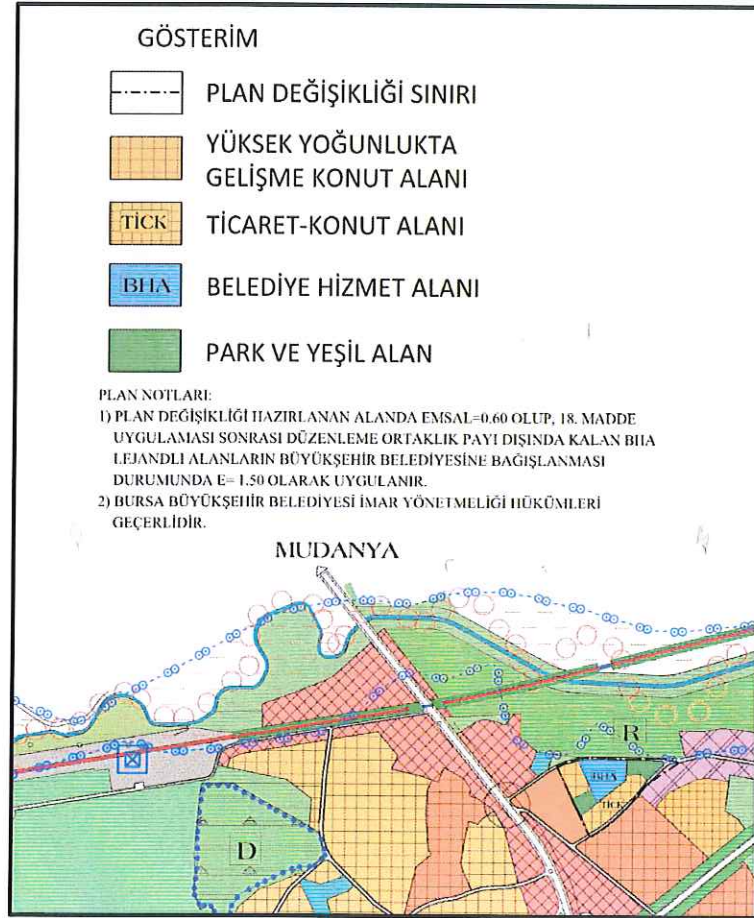 GÖSTERİM
PLAN DEĞİŞİKLİĞİ SINIRI
YÜKSEK YOĞUNLUKTA
GELİŞME KONUT ALANI
TİCK TİCARET-KONUT ALANI
BHA BELEDİYE HİZMET ALANI
PARK VE YEŞİL ALAN
PLAN NOTLARI:
1) PLAN DEĞİŞİKLİĞİ HAZIRLANAN ALANDA EMSAL=0.60 OLUP, 18. MADDE
UYGULAMASI SONRASI DÜZENLEME ORTAKLIK PAYI DIŞINDA KALAN BHA
LEJANDLI ALANLARIN BÜYÜKŞEHİR BELEDİYESİNE BAĞIŞLANMASI
DURUMUNDA E= 1.50 OLARAK UYGULANIR.
2) BURSA BÜYÜKŞEHİR BELEDİYESİ İMAR YÖNETMELİĞİ HÜKÜMLERİ
GEÇERLİDİR.
MUDANYA
R
BHA
TİCK
D